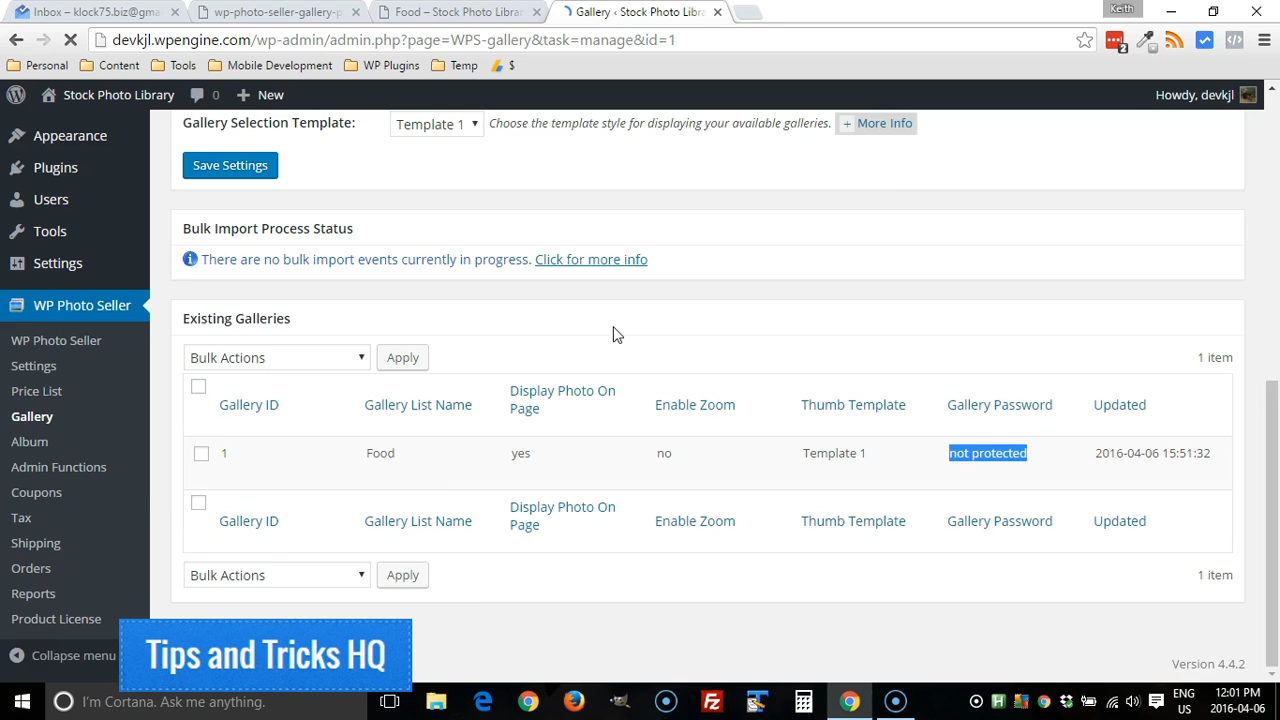 Inbox – klock75.biz@gma
wp-photo-seller-gallery-p
Food – Stock Photo Libra
Gallery ‹ Stock Photo Libra
Keith
devkjl.wpengine.com/wp-admin/admin.php?page=WPS-gallery&task=manage&id=1
2
Personal Content Tools Mobile Development WP Plugins Temp $
Stock Photo Library 0 New Howdy, devkjl
Appearance
Plugins
Users
Tools
Settings
WP Photo Seller
WP Photo Seller
Settings
Price List
Gallery
Album
Admin Functions
Coupons
Tax
Shipping
Orders
Reports
Product License
Collapse menu
Gallery Selection Template: Template 1 Choose the template style for displaying your available galleries. + More Info
Save Settings
Bulk Import Process Status
There are no bulk import events currently in progress. Click for more info
Existing Galleries
Bulk Actions Apply 1 item
Gallery ID Gallery List Name Display Photo On Page Enable Zoom Thumb Template Gallery Password Updated
1 Food yes no Template 1 not protected 2016-04-06 15:51:32
Gallery ID Gallery List Name Display Photo On Page Enable Zoom Thumb Template Gallery Password Updated
Bulk Actions Apply 1 item
Tips and Tricks HQ
Version 4.4.2
I'm Cortana. Ask me anything.
ENG
US
12:01 PM
2016-04-06